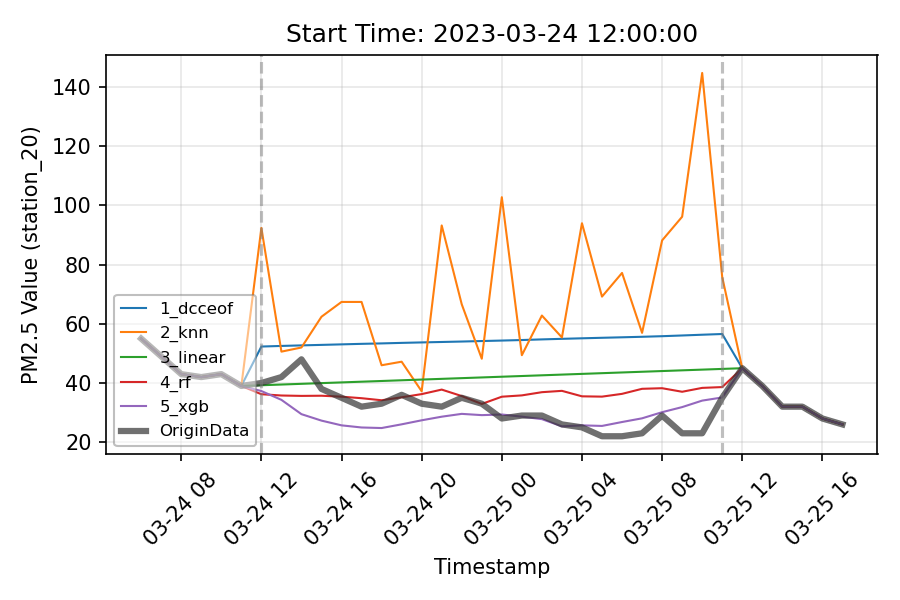 Start Time: 2023-03-24 12:00:00
PM2.5 Value (station_20)
140
120
100
80
60
40
20
1_dcceof
2_knn
3_linear
4_rf
5_xgb
OriginData
03-24 08
03-24 12
03-24 16
03-24 20
03-25 00
03-25 04
03-25 08
03-25 12
03-25 16
Timestamp